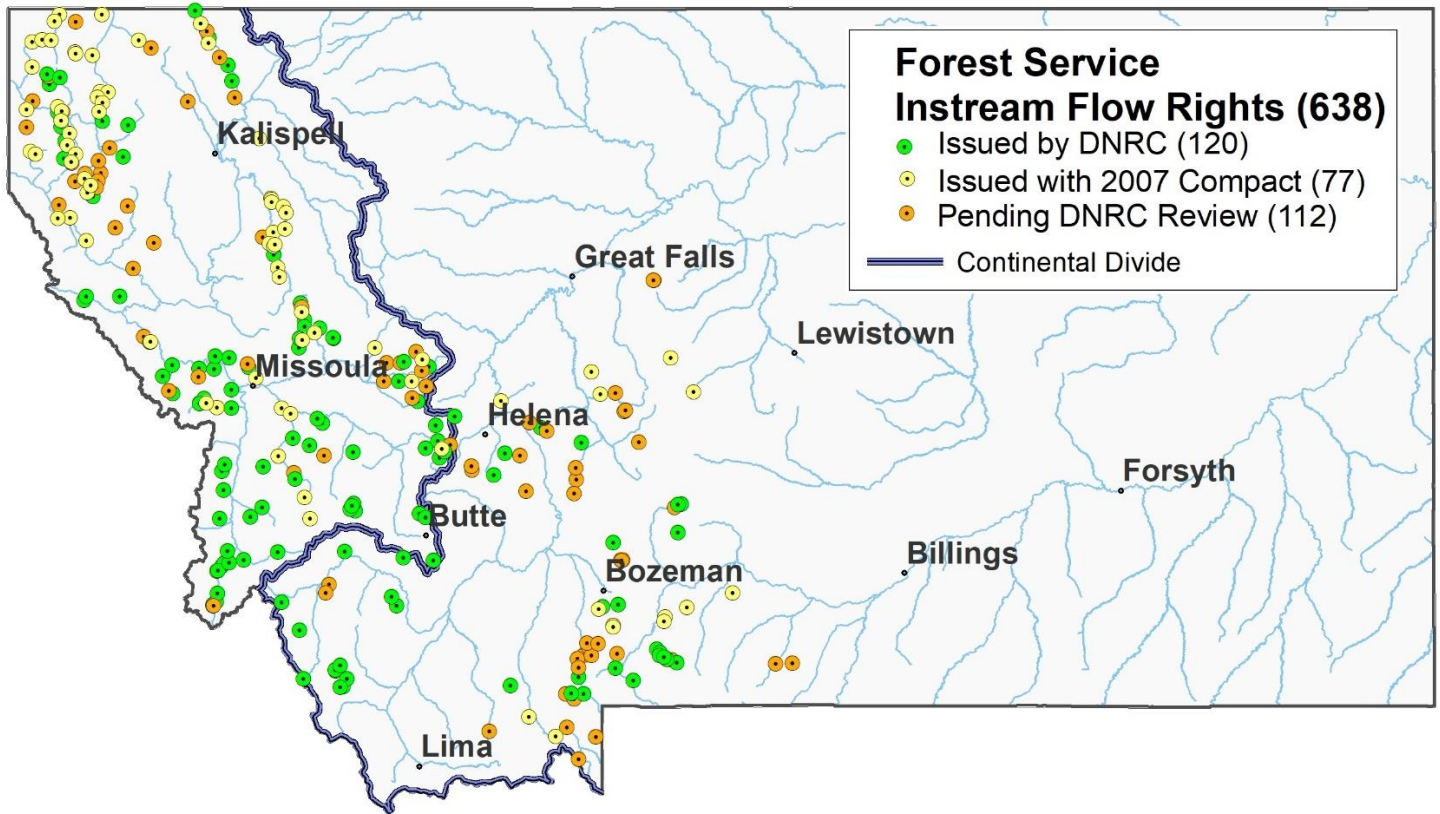 Forest Service
Instream Flow Rights (638)
Issued by DNRC (120)
Issued with 2007 Compact (77)
Pending DNRC Review (112)
Continental Divide
Kalispell
Great Falls
Lewistown
Missoula
Helena
Forsyth
Butte
Billings
Bozeman
Lima